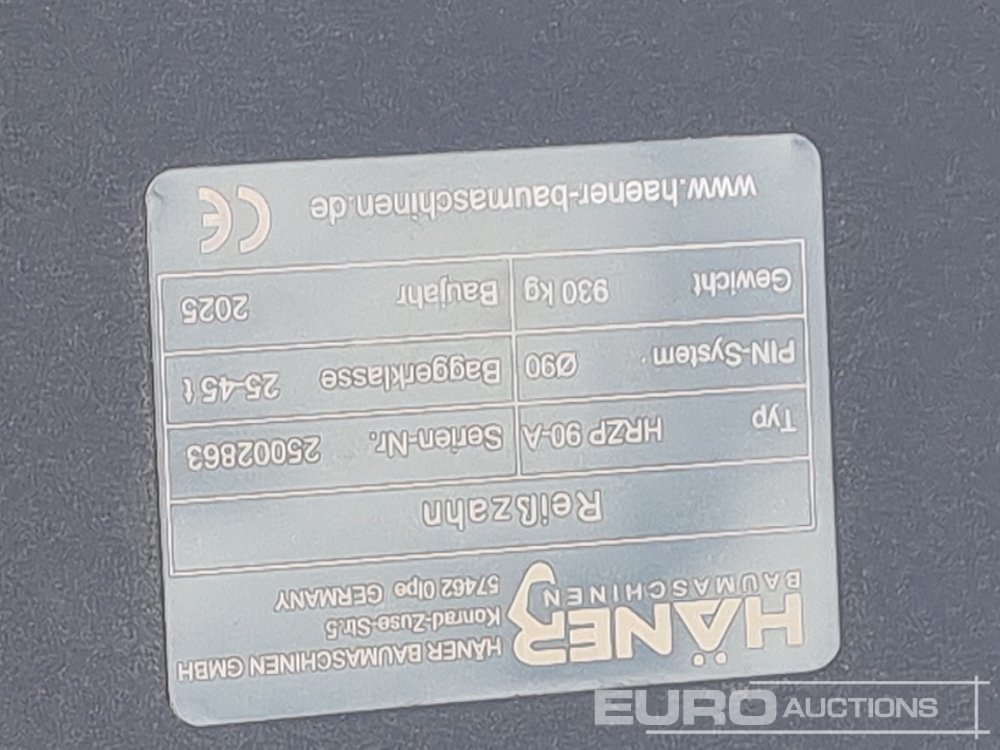 HÄNER
BAUMASCHINEN
HÄNER BAUMASCHINEN GMBH
Konrad-Zuse-Str.5
57462 Olpe GERMANY
Reißzahn
Typ HRZP 90-A Serien-Nr. 25002863
PIN-System Ø90 Baggerklasse 25-45 t
Gewicht 930 kg Baujahr 2025
www.haener-baumaschinen.de CE
EURO AUCTIONS